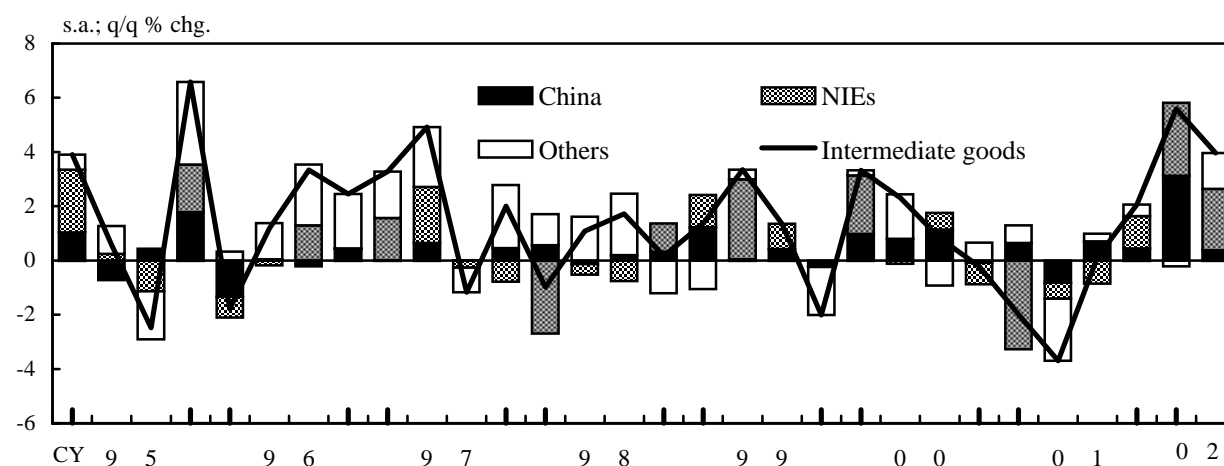 s.a.; q/q % chg.
8
6
4
2
0
-2
-4
-6
China
NIEs
Others
Intermediate goods
CY 9 5 9 6 9 7 9 8 9 9 0 0 0 1 0 2